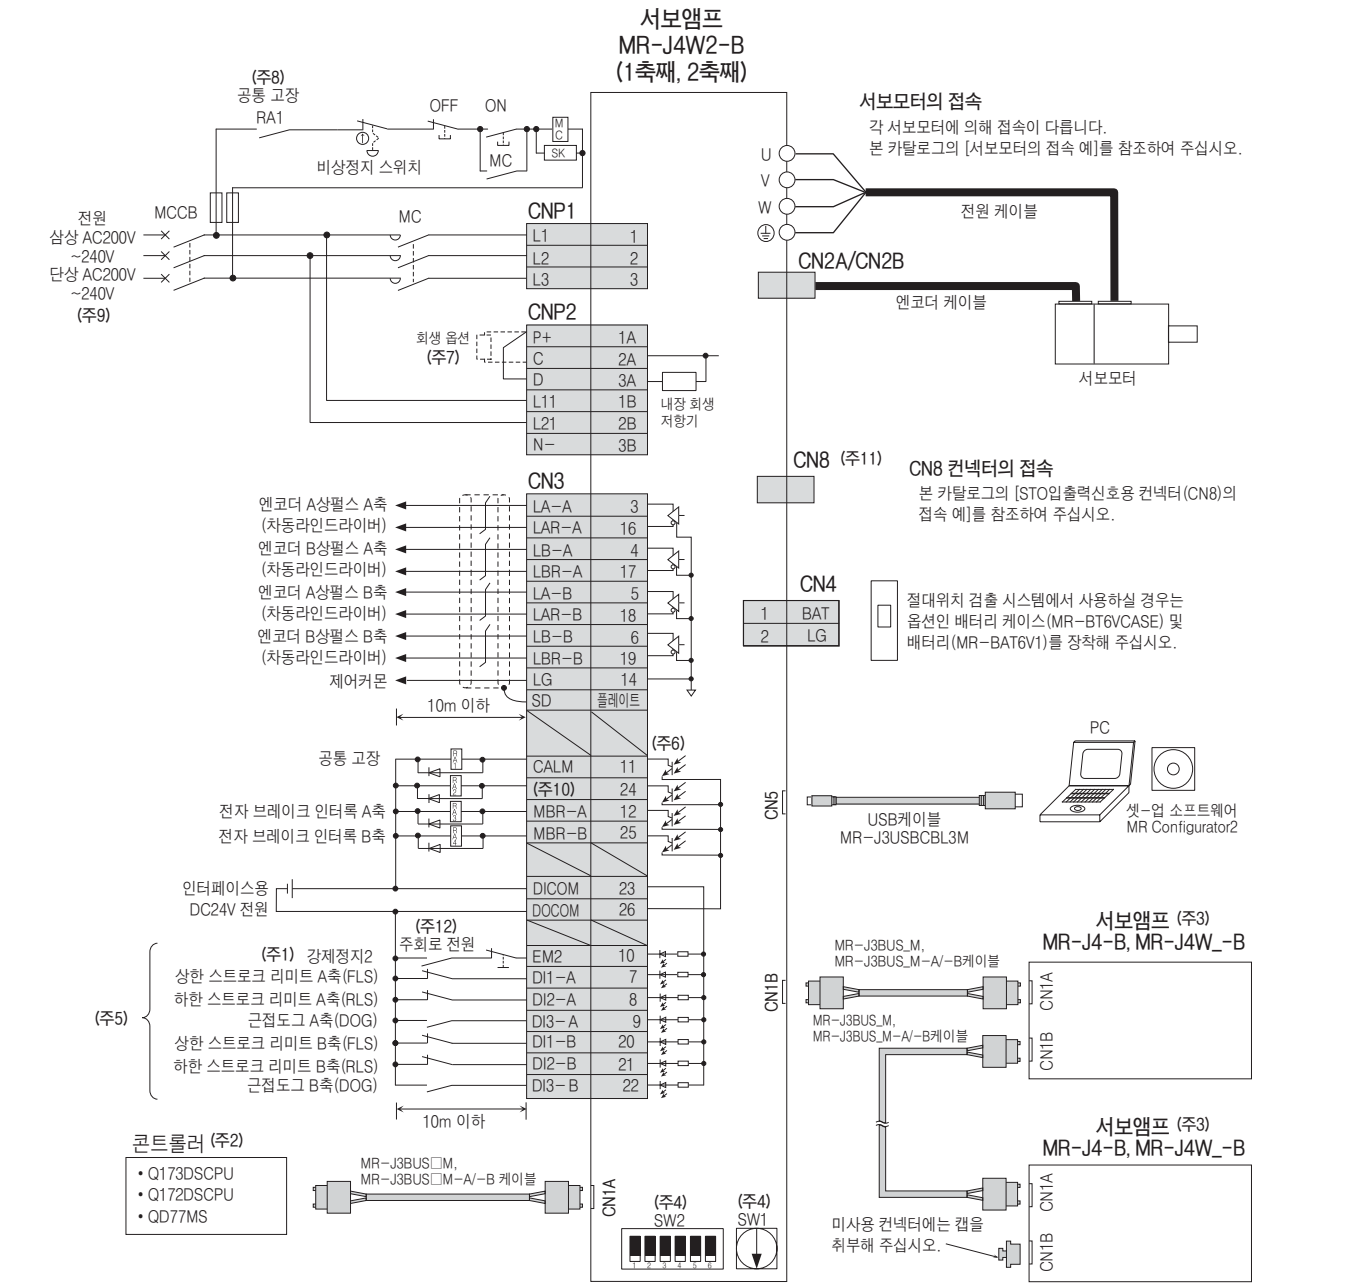 서보앰프
MR-J4W2-B
(1축째, 2축째)
(주8)
공통 고장
RA1
OFF
ON
MC
SK
MC
비상정지 스위치
전원
삼상 AC200V
~240V
단상 AC200V
~240V
(주9)
MCCB
MC
CNP1
L1 1
L2 2
L3 3
CNP2
회생 옵션
(주7)
P+ 1A
C 2A
D 3A
L11 1B
L21 2B
N- 3B
내장 회생
저항기
CN3
엔코더 A상펄스 A축
(차동라인드라이버)
엔코더 B상펄스 A축
(차동라인드라이버)
엔코더 A상펄스 B축
(차동라인드라이버)
엔코더 B상펄스 B축
(차동라인드라이버)
제어커몬
LA-A 3
LAR-A 16
LB-A 4
LBR-A 17
LA-B 5
LAR-B 18
LB-B 6
LBR-B 19
LG 14
SD 플레이트
10m 이하
(주6)
공통 고장
전자 브레이크 인터록 A축
전자 브레이크 인터록 B축
RA1
RA2
RA3
RA4
CALM 11
(주10) 24
MBR-A 12
MBR-B 25
인터페이스용
DC24V 전원
DICOM 23
DOCOM 26
(주12)
주회로 전원
(주5)
(주1) 강제정지2
상한 스트로크 리미트 A축(FLS)
하한 스트로크 리미트 A축(RLS)
근접도그 A축(DOG)
상한 스트로크 리미트 B축(FLS)
하한 스트로크 리미트 B축(RLS)
근접도그 B축(DOG)
EM2 10
DI1-A 7
DI2-A 8
DI3-A 9
DI1-B 20
DI2-B 21
DI3-B 22
10m 이하
콘트롤러 (주2)
• Q173DSCPU
• Q172DSCPU
• QD77MS
MR-J3BUS□M,
MR-J3BUS□M-A/-B 케이블
CN1A
(주4)
SW2
1 2 3 4 5 6
(주4)
SW1
서보모터의 접속
각 서보모터에 의해 접속이 다릅니다.
본 카탈로그의 [서보모터의 접속 예]를 참조하여 주십시오.
U
V
W
전원 케이블
CN2A/CN2B
엔코더 케이블
서보모터
CN8 (주11)
CN8 컨넥터의 접속
본 카탈로그의 [STO입출력신호용 컨넥터(CN8)의
접속 예]를 참조하여 주십시오.
CN4
1 BAT
2 LG
절대위치 검출 시스템에서 사용하실 경우는
옵션인 배터리 케이스(MR-BT6VCASE) 및
배터리(MR-BAT6V1)를 장착해 주십시오.
PC
CN5
USB케이블
MR-J3USBCBL3M
셋-업 소프트웨어
MR Configurator2
CN1B
MR-J3BUS_M,
MR-J3BUS_M-A/-B케이블
서보앰프 (주3)
MR-J4-B, MR-J4W_-B
CN1A
CN1B
MR-J3BUS_M,
MR-J3BUS_M-A/-B케이블
서보앰프 (주3)
MR-J4-B, MR-J4W_-B
CN1A
CN1B
미사용 컨넥터에는 캡을
취부해 주십시오.